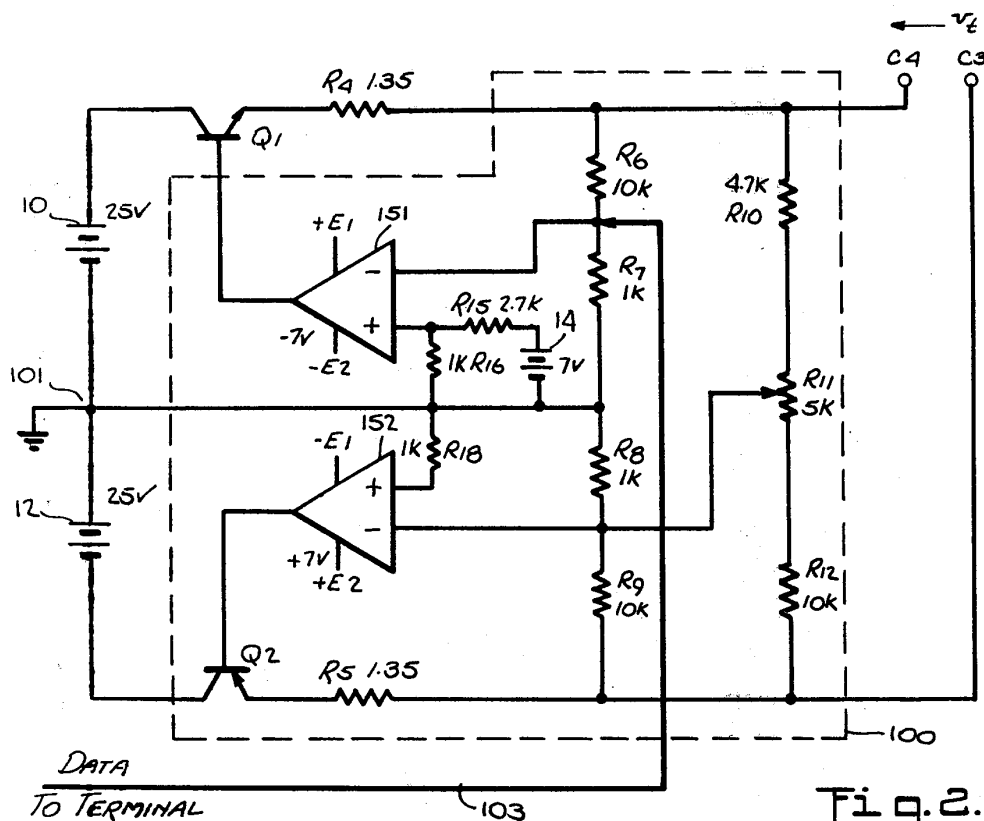 v_t
C4 C3
R4 1.35
Q1
R6
10K
4.7K
R10
10 25V
+E1 151
-
R7
1K
R15 2.7K
14
+
-7V
-E2
1K R16
7V
101
R11
5K
-E1 152
1K R18
R8
1K
25V
12
+
-
+7V
+E2
R9
10K
R12
10K
Q2
R5 1.35
100
DATA
TO TERMINAL
103
Fig.2.